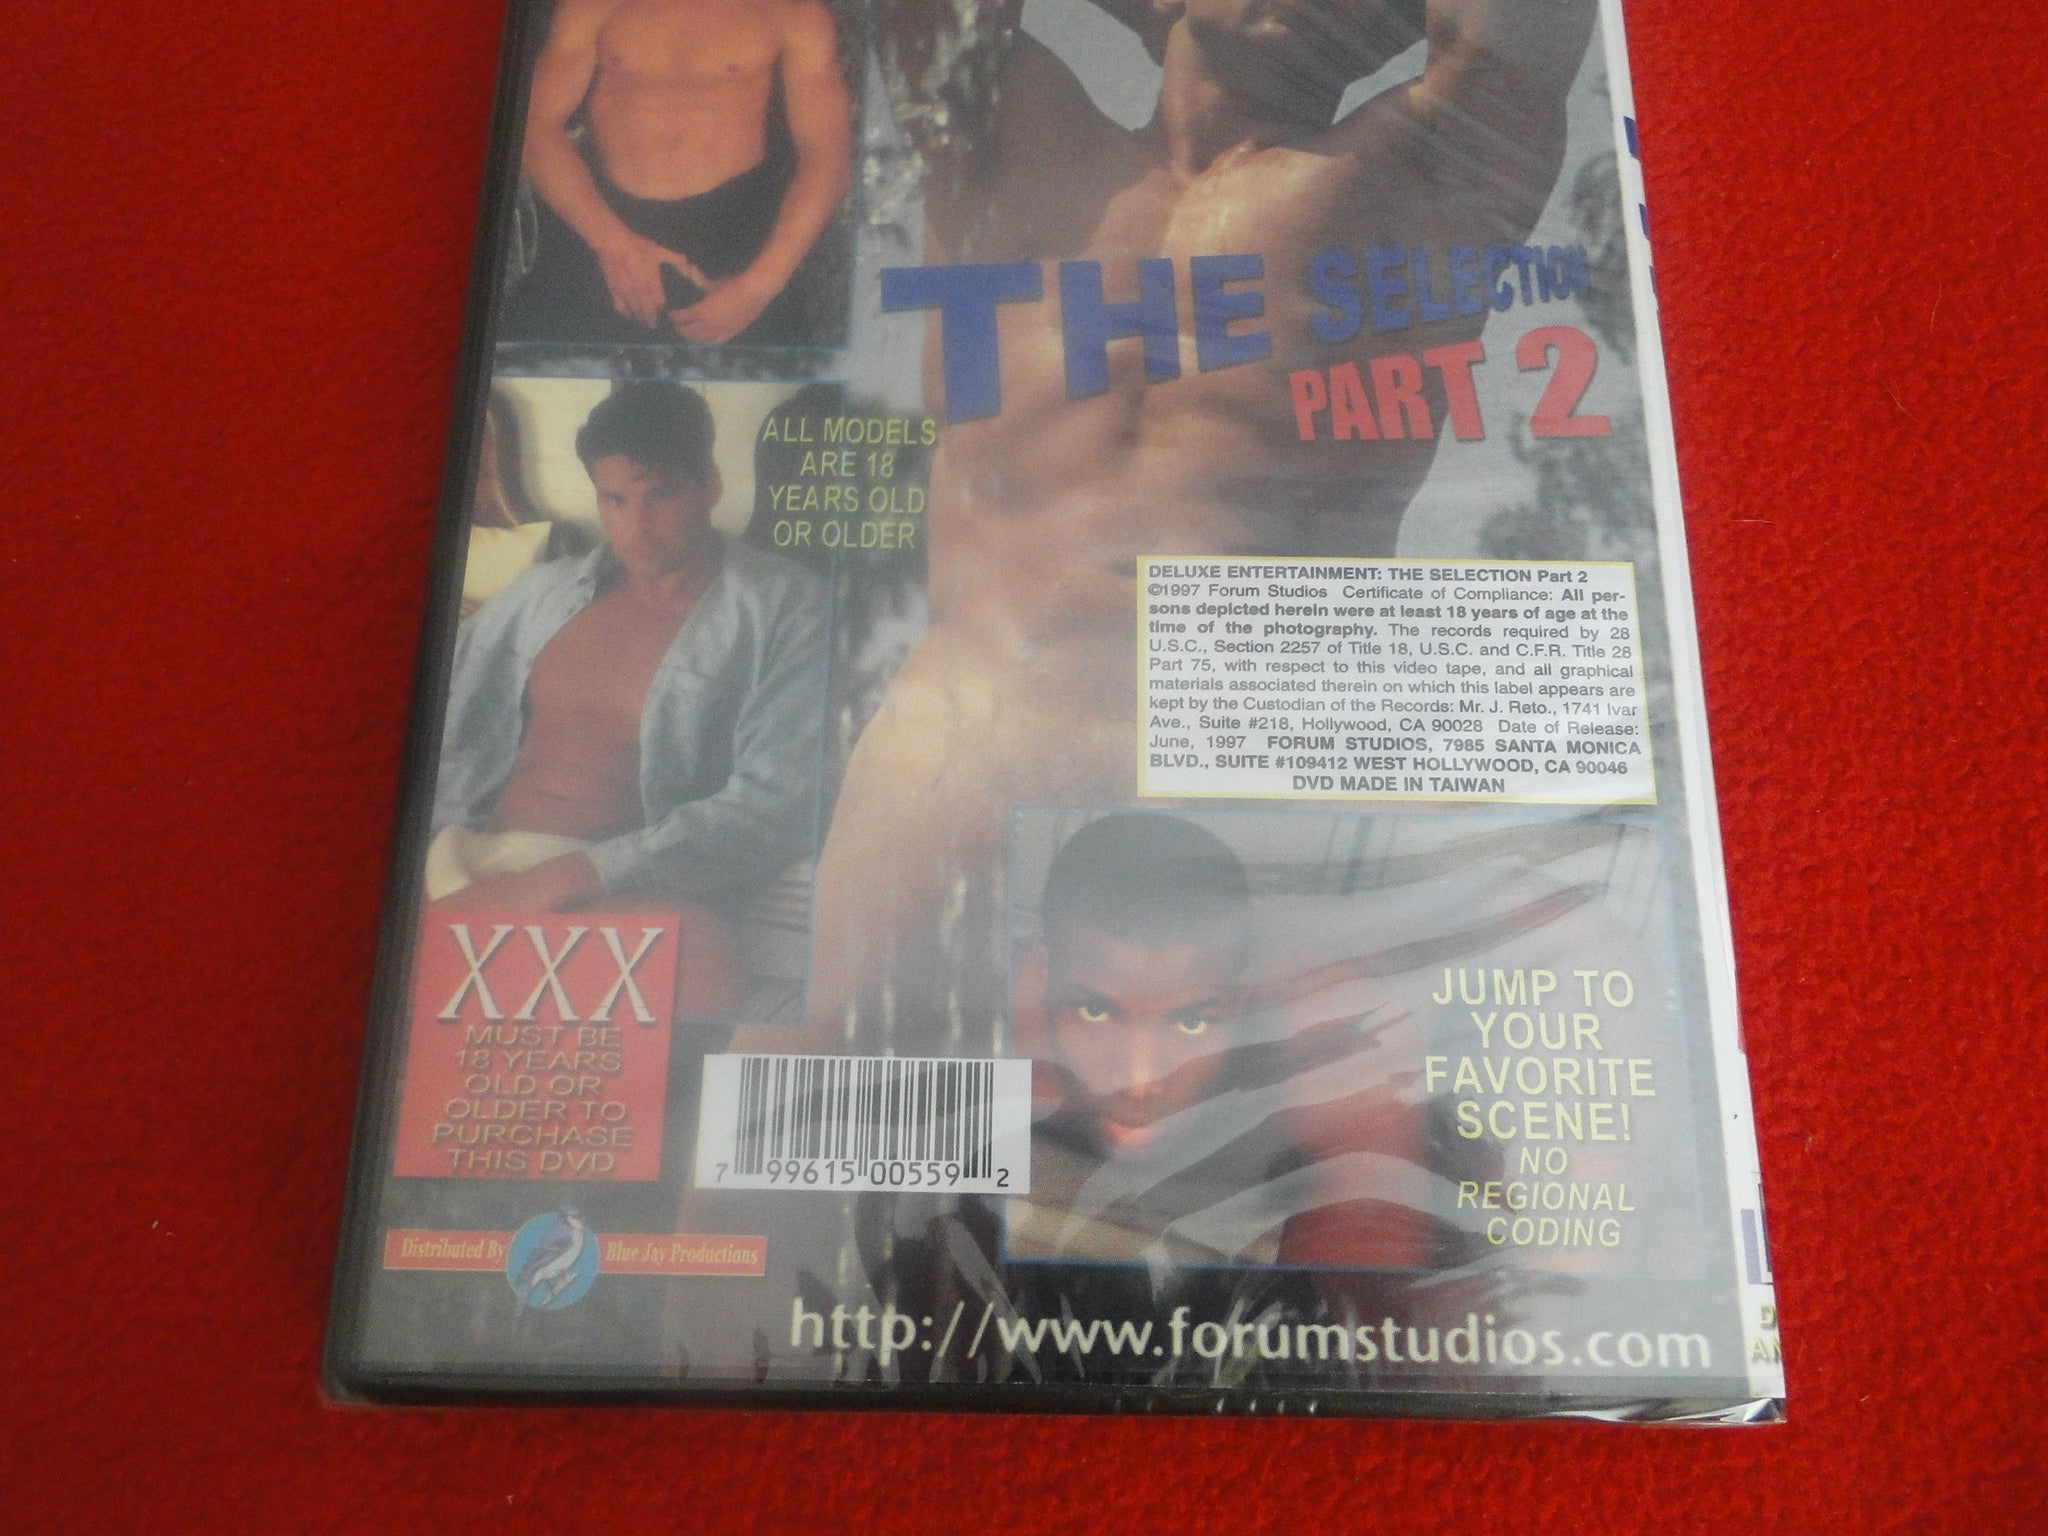 THE SELECTION
PART 2
ALL MODELS
ARE 18
YEARS OLD
OR OLDER
DELUXE ENTERTAINMENT: THE SELECTION Part 2
©1997 Forum Studios Certificate of Compliance: All per-
sons depicted herein were at least 18 years of age at the
time of the photography. The records required by 28
U.S.C., Section 2257 of Title 18, U.S.C. and C.F.R. Title 28
Part 75, with respect to this video tape, and all graphical
materials associated therein on which this label appears are
kept by the Custodian of the Records: Mr. J. Reto., 1741 Ivar
Ave., Suite #218, Hollywood, CA 90028 Date of Release:
June, 1997 FORUM STUDIOS, 7985 SANTA MONICA
BLVD., SUITE #109412 WEST HOLLYWOOD, CA 90046
DVD MADE IN TAIWAN
XXX
MUST BE
18 YEARS
OLD OR
OLDER TO
PURCHASE
THIS DVD
7 99615 00559 2
JUMP TO
YOUR
FAVORITE
SCENE!
NO
REGIONAL
CODING
Distributed By Blue Jay Productions
http://www.forumstudios.com